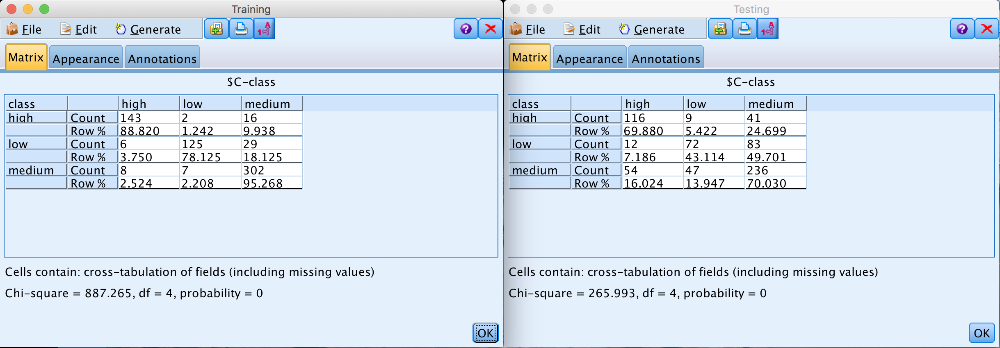 Training
File Edit Generate
Matrix Appearance Annotations
$C-class
class high low medium
high Count 143 2 16
Row % 88.820 1.242 9.938
low Count 6 125 29
Row % 3.750 78.125 18.125
medium Count 8 7 302
Row % 2.524 2.208 95.268
Cells contain: cross-tabulation of fields (including missing values)
Chi-square = 887.265, df = 4, probability = 0
OK
Testing
File Edit Generate
Matrix Appearance Annotations
$C-class
class high low medium
high Count 116 9 41
Row % 69.880 5.422 24.699
low Count 12 72 83
Row % 7.186 43.114 49.701
medium Count 54 47 236
Row % 16.024 13.947 70.030
Cells contain: cross-tabulation of fields (including missing values)
Chi-square = 265.993, df = 4, probability = 0
OK